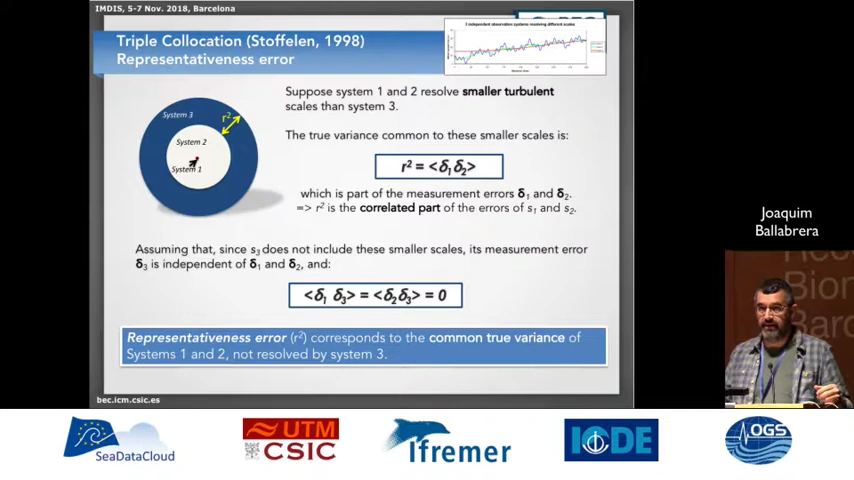 IMDIS, 5-7 Nov. 2018, Barcelona
Triple Collocation (Stoffelen, 1998)
Representativeness error
3 independent observation systems resolving different scales
Suppose system 1 and 2 resolve smaller turbulent
scales than system 3.
System 3
r²
System 2
System 1
The true variance common to these smaller scales is:
r² = <δ₁ δ₂>
which is part of the measurement errors δ₁ and δ₂.
=> r² is the correlated part of the errors of s₁ and s₂.
Assuming that, since s₃ does not include these smaller scales, its measurement error
δ₃ is independent of δ₁ and δ₂, and:
<δ₁ δ₃> = <δ₂δ₃> = 0
Representativeness error (r²) corresponds to the common true variance of
Systems 1 and 2, not resolved by system 3.
bec.icm.csic.es
Joaquim
Ballabrera
SeaDataCloud
UTM
CSIC
Ifremer
IODE
OGS